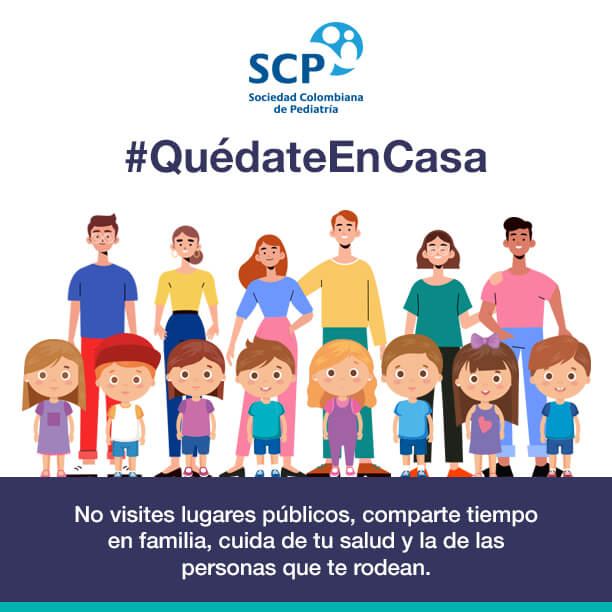 SCP
Sociedad Colombiana
de Pediatría
#QuédateEnCasa
No visites lugares públicos, comparte tiempo
en familia, cuida de tu salud y la de las
personas que te rodean.